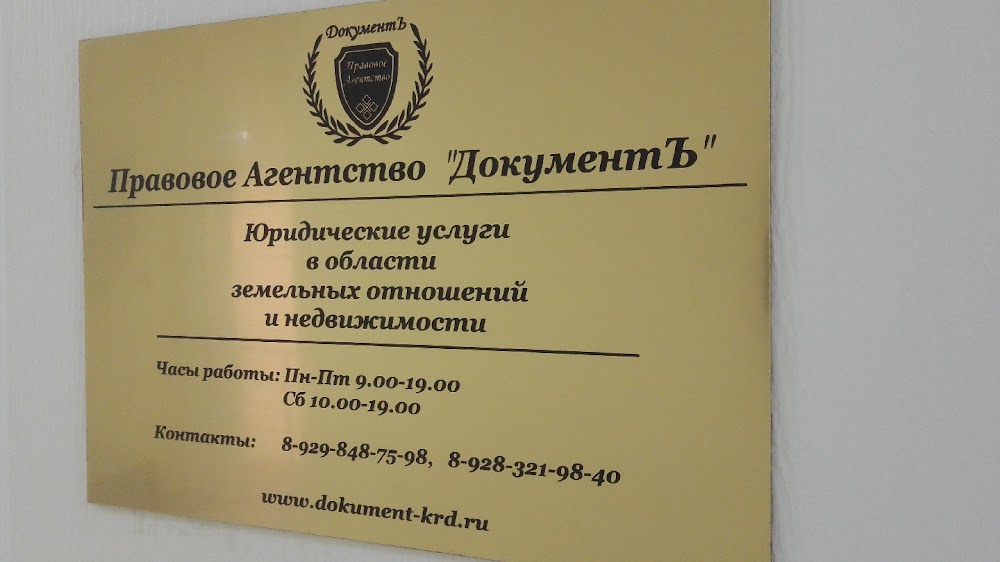 ДокументЪ
Правовое
Агентство
Правовое Агентство "ДокументЪ"
Юридические услуги
в области
земельных отношений
и недвижимости
Часы работы: Пн-Пт 9.00-19.00
Сб 10.00-19.00
Контакты: 8-929-848-75-98, 8-928-321-98-40
www.dokument-krd.ru